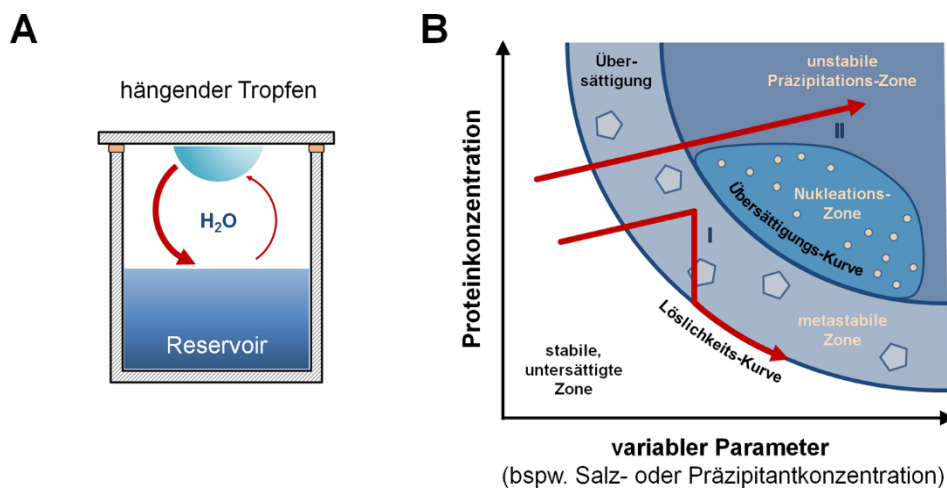 A
hängender Tropfen
H₂O
Reservoir
B
Proteinkonzentration
Über-
sättigung
unstabile
Präzipitations-Zone
II
Nukleations-
Zone
Übersättigungs-Kurve
I
Löslichkeits-Kurve
metastabile
Zone
stabile,
untersättigte
Zone
variabler Parameter
(bspw. Salz- oder Präzipitantkonzentration)